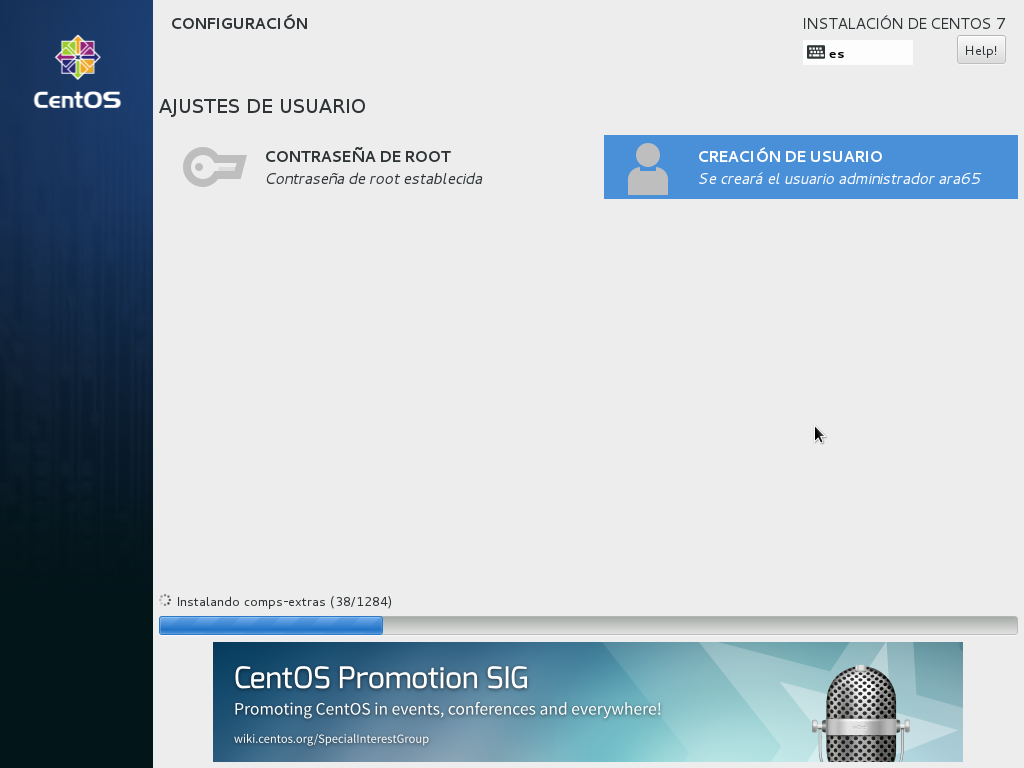 CentOS
CONFIGURACIÓN
INSTALACIÓN DE CENTOS 7
es
Help!
AJUSTES DE USUARIO
CONTRASEÑA DE ROOT
Contraseña de root establecida
CREACIÓN DE USUARIO
Se creará el usuario administrador ara65
Instalando comps-extras (38/1284)
CentOS Promotion SIG
Promoting CentOS in events, conferences and everywhere!
wiki.centos.org/SpecialInterestGroup